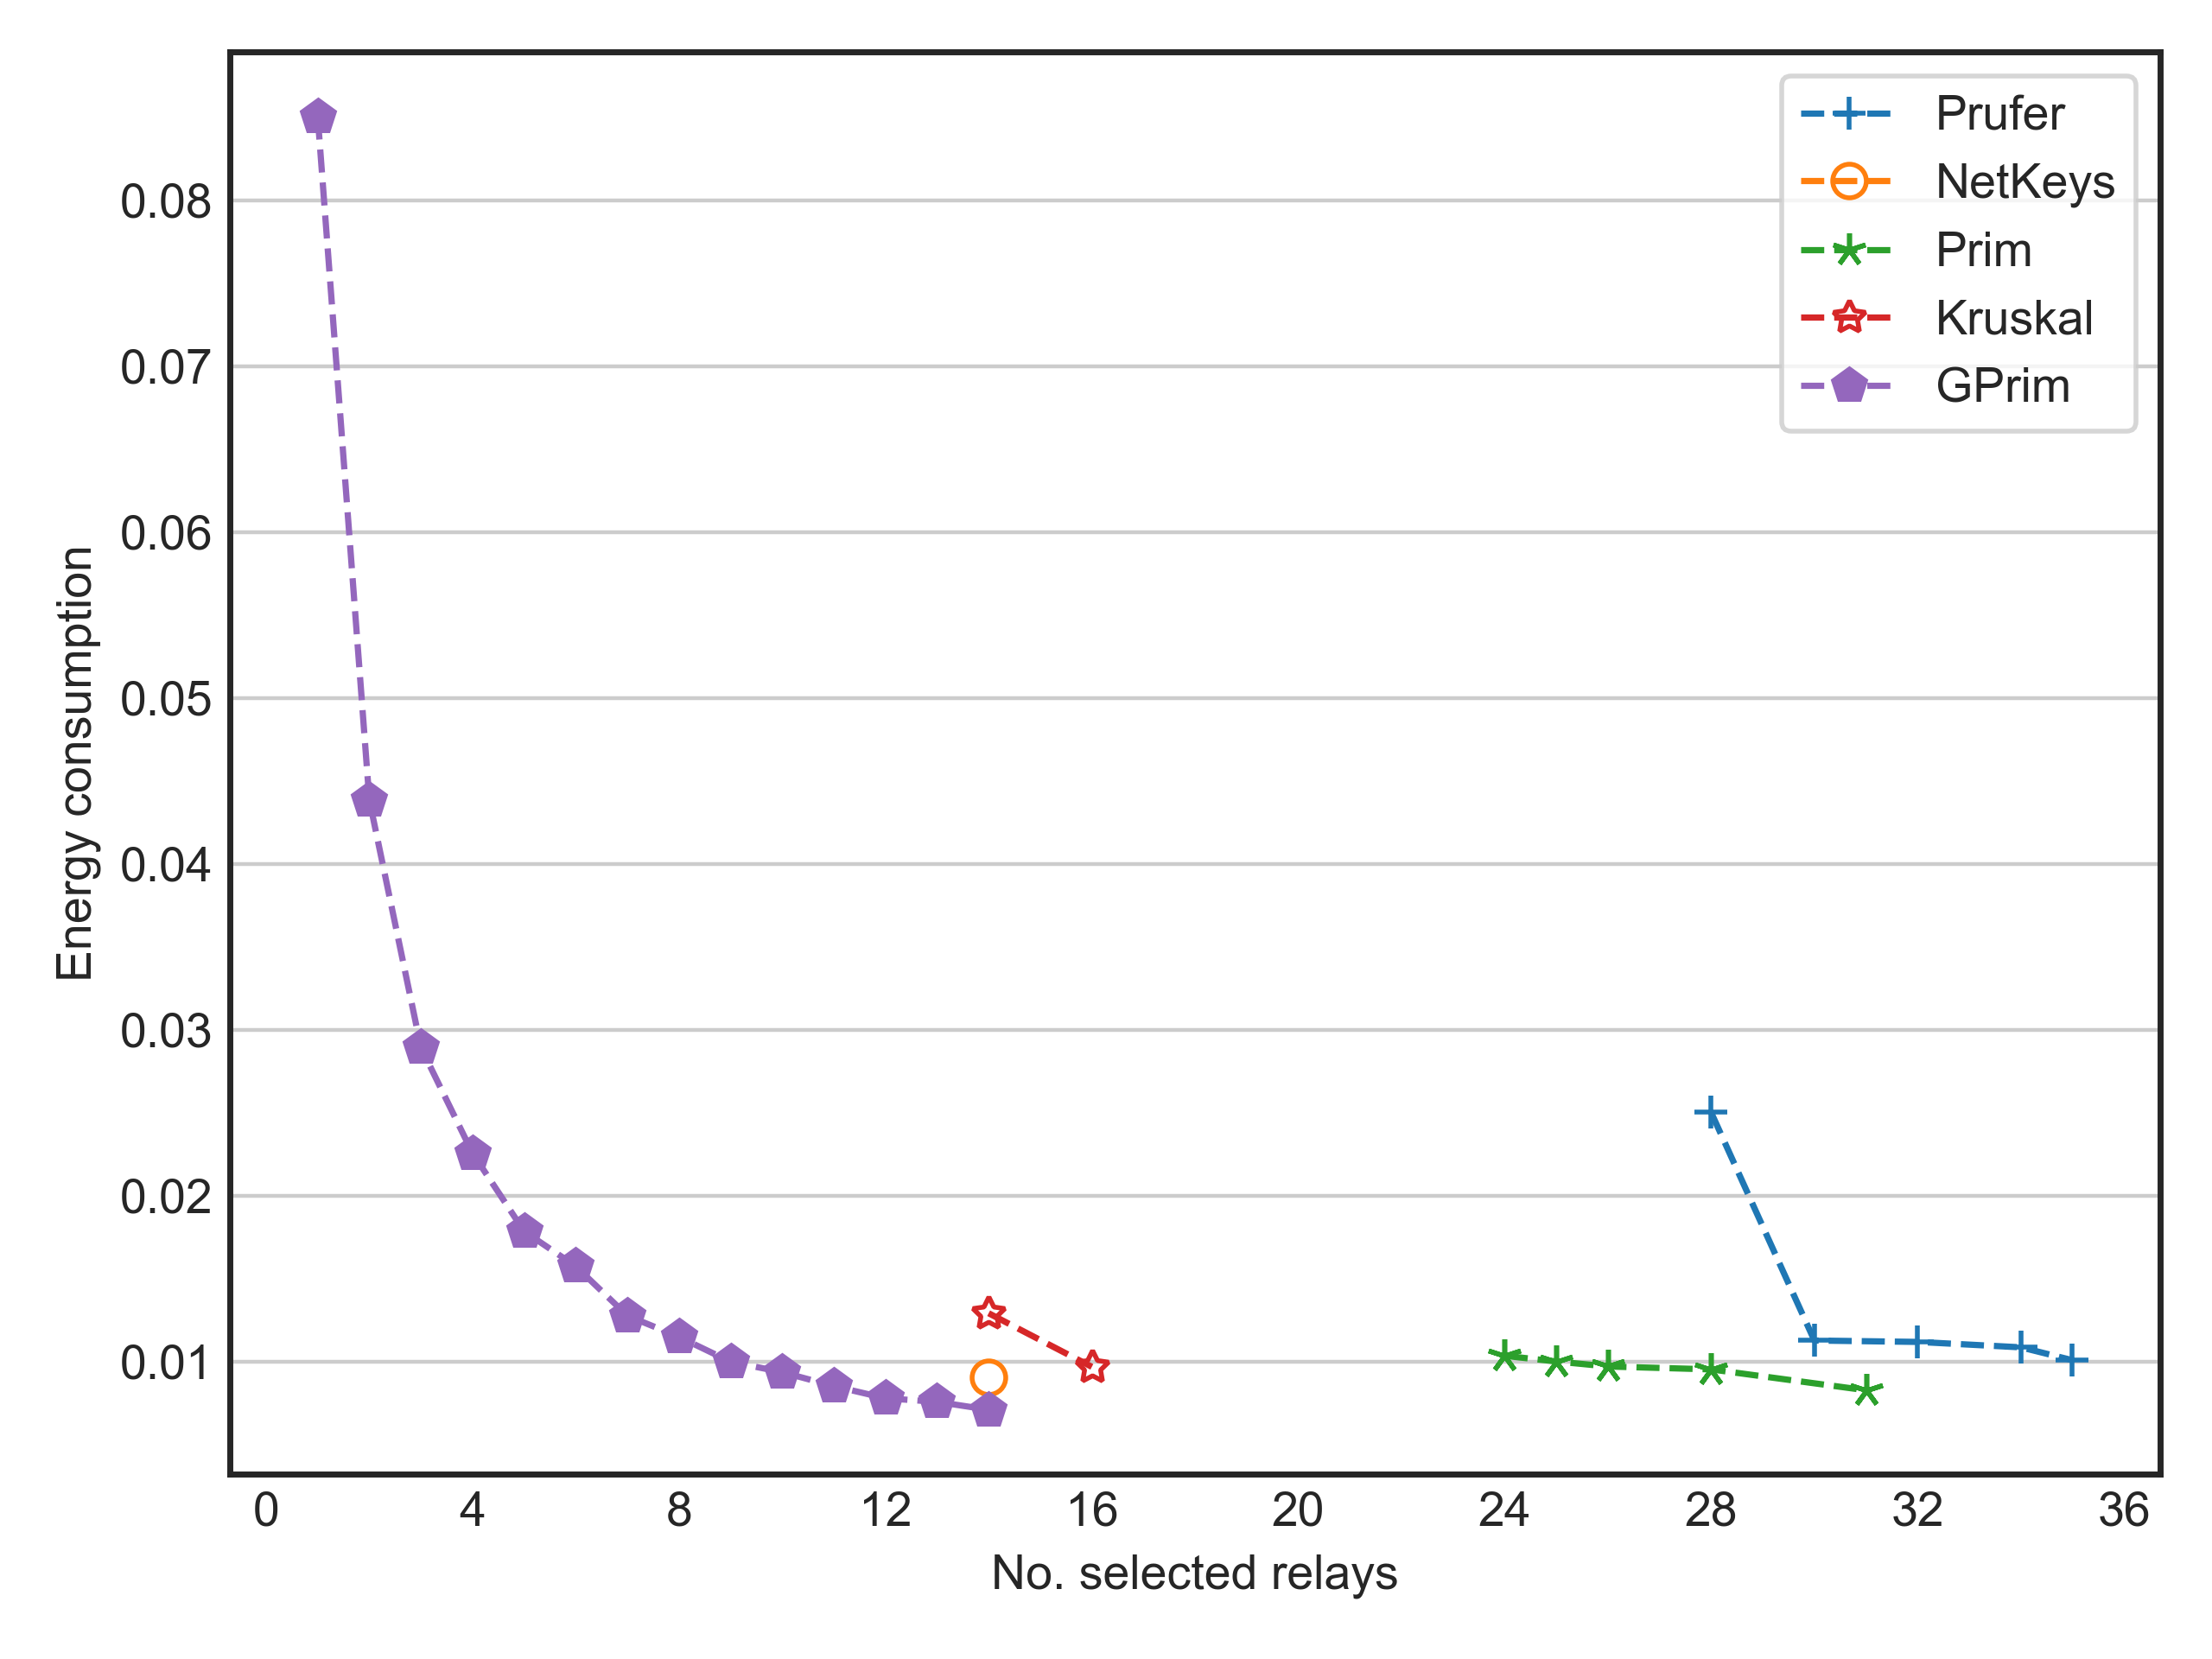 Prufer
NetKeys
Prim
Kruskal
GPrim
0.08
0.07
0.06
0.05
0.04
0.03
0.02
0.01
Energy consumption
0 4 8 12 16 20 24 28 32 36
No. selected relays